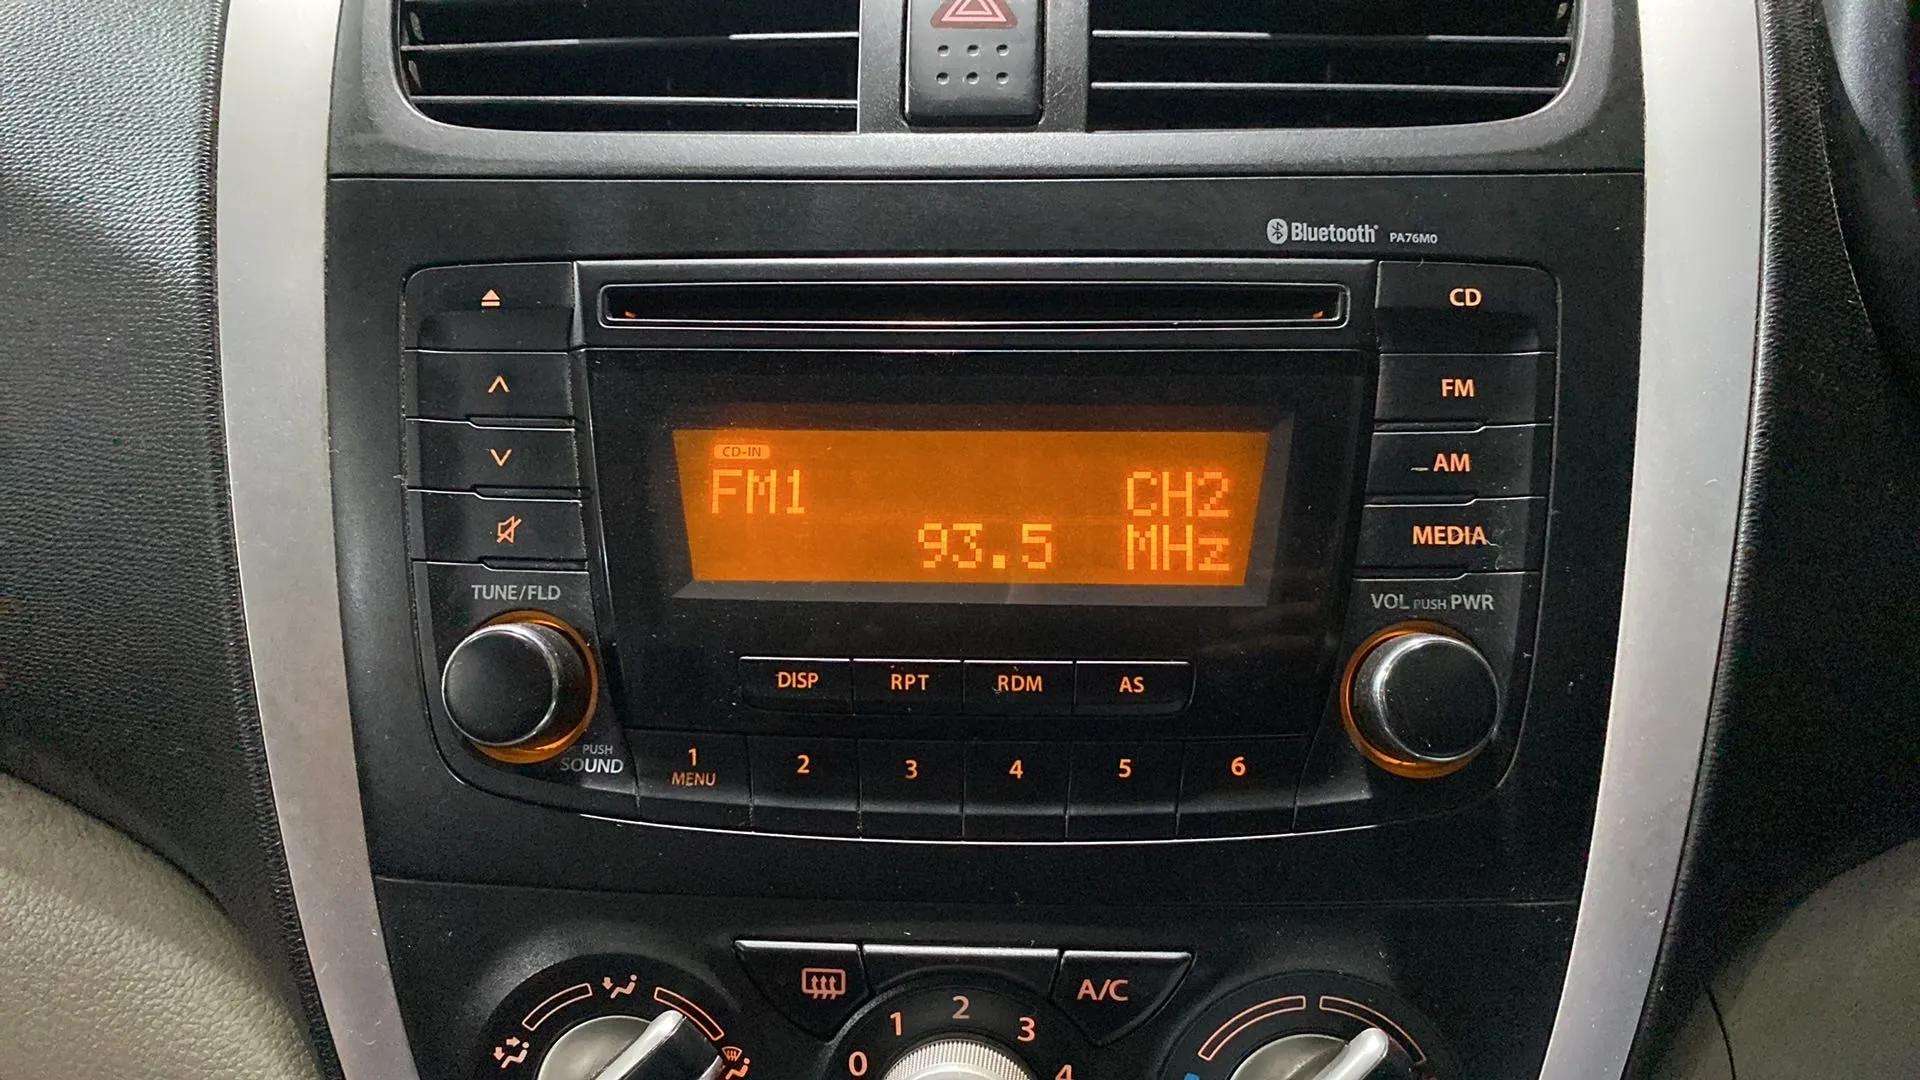 Bluetooth PA76M0
CD
FM
AM
MEDIA
CD-IN
FM1 CH2
93.5 MHz
TUNE/FLD
VOL PUSH PWR
DISP RPT RDM AS
PUSH
SOUND
1 2 3 4 5 6
MENU
A/C
0 1 2 3 4